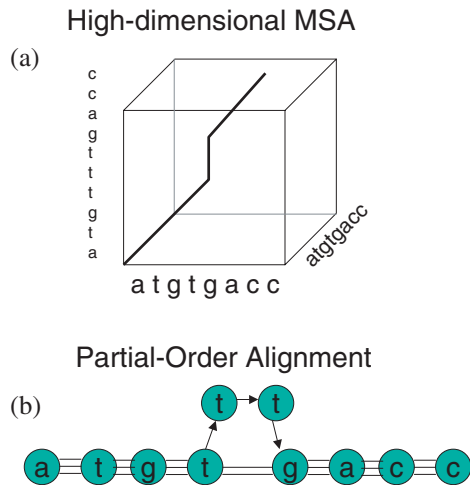 High-dimensional MSA
(a)
c
c
a
g
t
t
t
g
t
a
atgtgacc
a t g t g a c c
Partial-Order Alignment
(b)
t t
a t g t g a c c